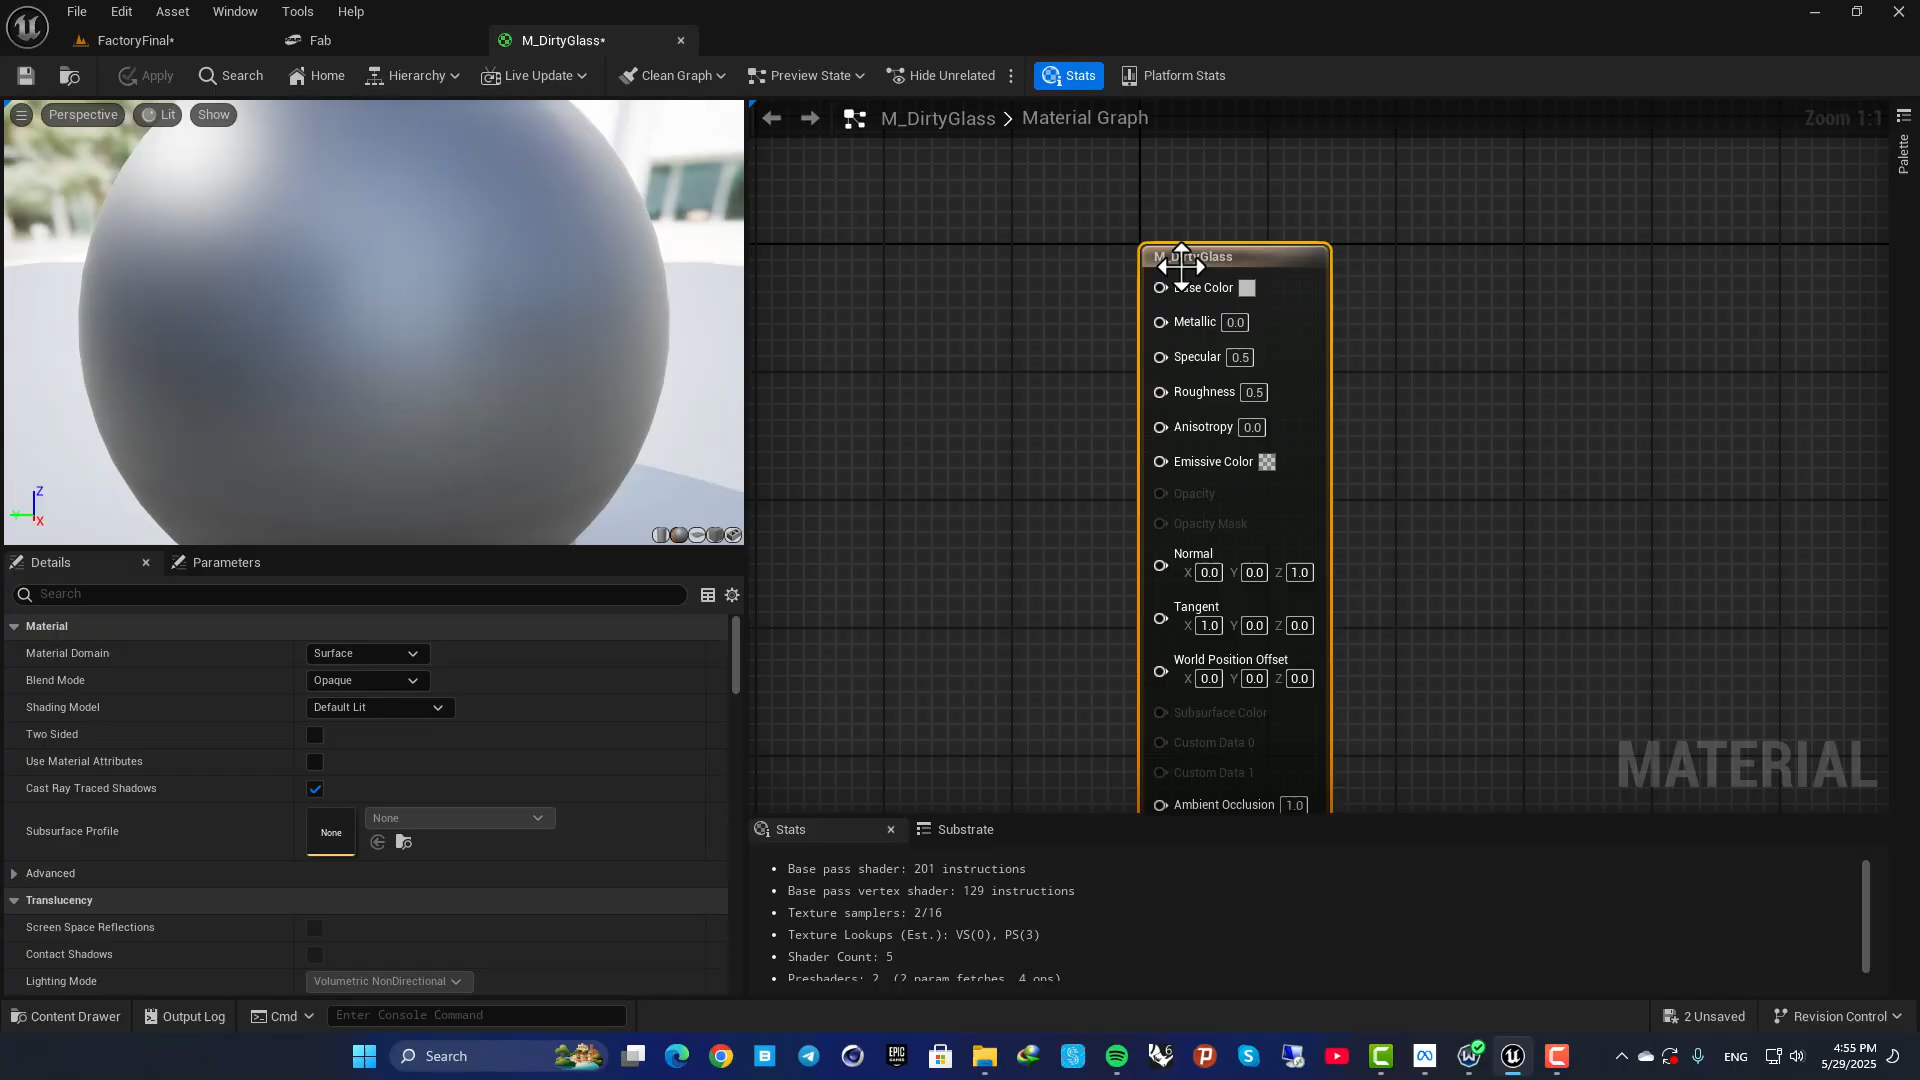 File Edit Asset Window Tools Help
FactoryFinal* Fab M_DirtyGlass*
Apply Search Home Hierarchy Live Update Clean Graph Preview State Hide Unrelated Stats Platform Stats
Perspective Lit Show
M_DirtyGlass > Material Graph
Zoom 1:1
Palette
M_DirtyGlass
Base Color
Metallic 0.0
Specular 0.5
Roughness 0.5
Anisotropy 0.0
Emissive Color
Opacity
Opacity Mask
Normal
X 0.0 Y 0.0 Z 1.0
Tangent
X 1.0 Y 0.0 Z 0.0
World Position Offset
X 0.0 Y 0.0 Z 0.0
Subsurface Color
Custom Data 0
Custom Data 1
Ambient Occlusion 1.0
MATERIAL
Z
Y
X
Details Parameters
Search
Material
Material Domain Surface
Blend Mode Opaque
Shading Model Default Lit
Two Sided
Use Material Attributes
Cast Ray Traced Shadows
Subsurface Profile None None
Advanced
Translucency
Screen Space Reflections
Contact Shadows
Lighting Mode Volumetric NonDirectional
Stats Substrate
• Base pass shader: 201 instructions
• Base pass vertex shader: 129 instructions
• Texture samplers: 2/16
• Texture Lookups (Est.): VS(0), PS(3)
• Shader Count: 5
• Preshaders: 2 (2 param fetches, 4 ops)
Content Drawer Output Log Cmd Enter Console Command 2 Unsaved Revision Control
Search ENG 4:55 PM
5/29/2025